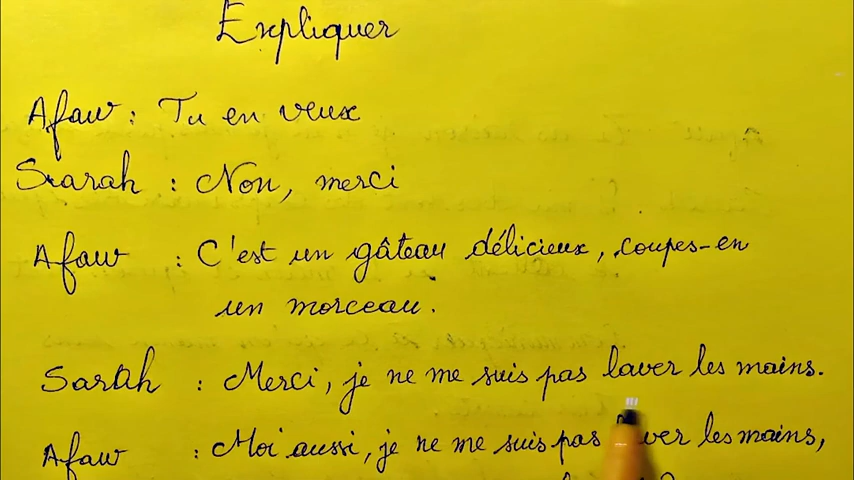 Expliquer
Afaw : Tu en veux
Sarah : Non, merci
Afaw : C'est un gâteau délicieux, coupes-en
un morceau.
Sarah : Merci, je ne me suis pas laver les mains.
Afaw : Moi aussi, je ne me suis pas les mains,